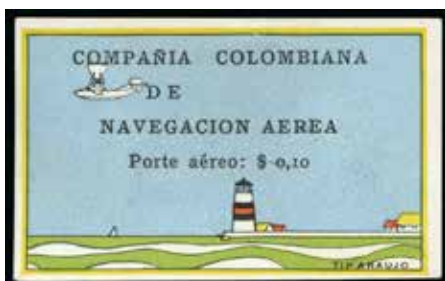 COMPAÑIA COLOMBIANA
DE
NAVEGACION AEREA
Porte aéreo: $ 0,10
TIP. ARAUJO